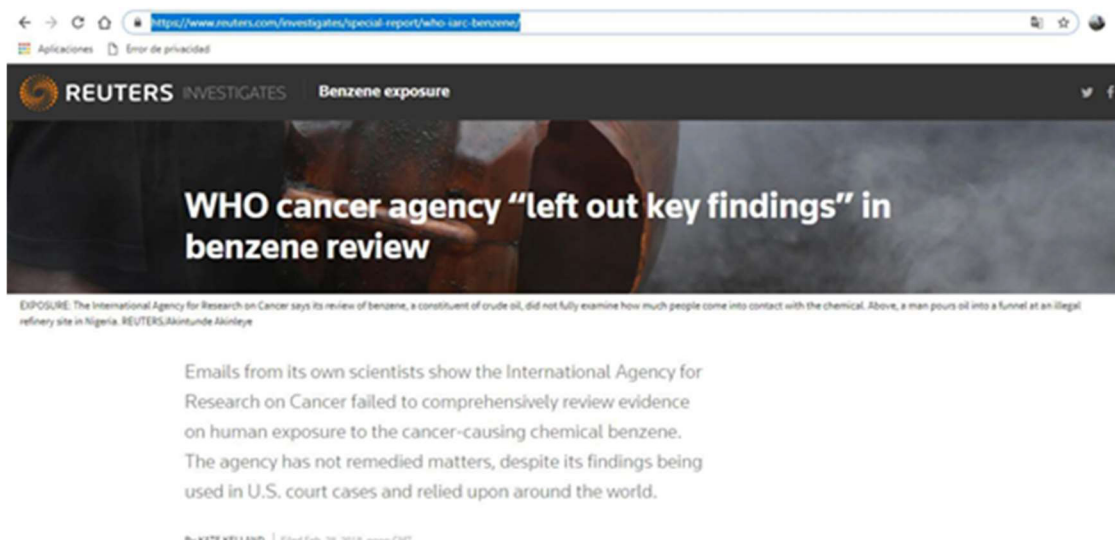 https://www.reuters.com/investigates/special-report/who-iarc-benzene/
Aplicaciones Error de privacidad
REUTERS INVESTIGATES Benzene exposure
WHO cancer agency “left out key findings” in
benzene review
EXPOSURE: The International Agency for Research on Cancer says its review of benzene, a constituent of crude oil, did not fully examine how much people come into contact with the chemical. Above, a man pours oil into a funnel at an illegal
refinery site in Nigeria. REUTERS/Akintunde Akinleye
Emails from its own scientists show the International Agency for
Research on Cancer failed to comprehensively review evidence
on human exposure to the cancer-causing chemical benzene.
The agency has not remedied matters, despite its findings being
used in U.S. court cases and relied upon around the world.
By KATE KELLAND Filed Feb.